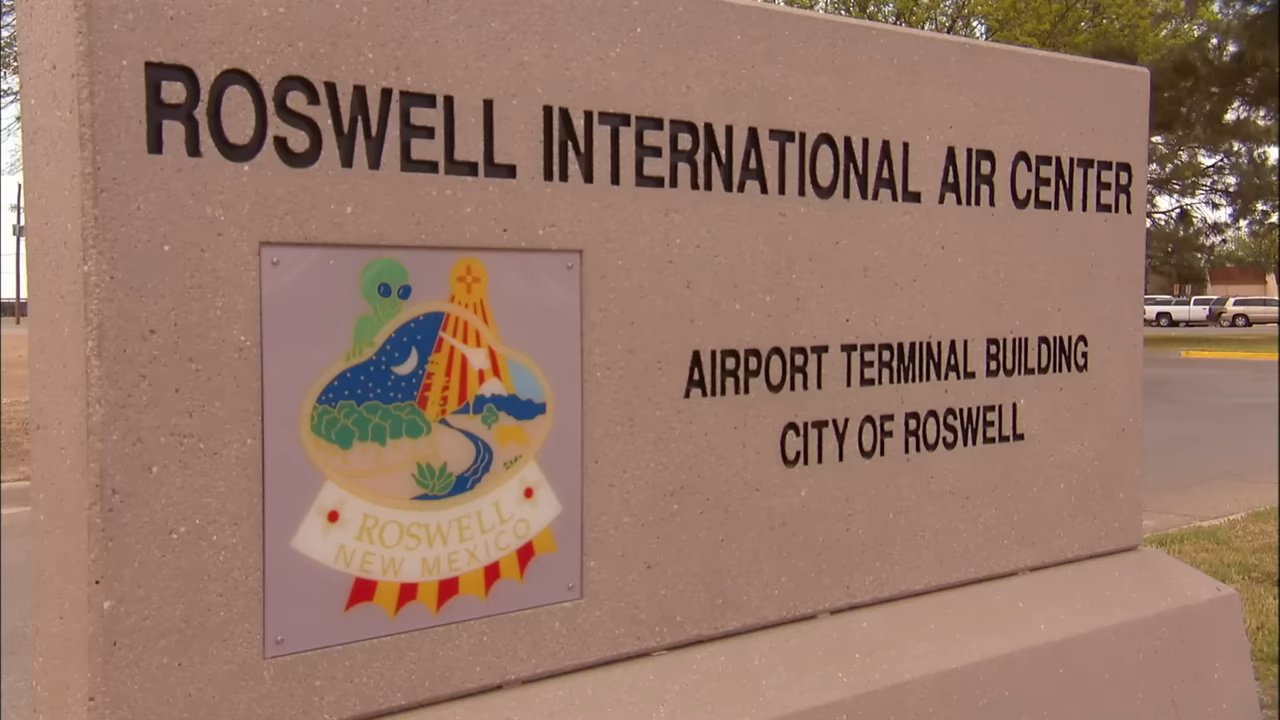 ROSWELL INTERNATIONAL AIR CENTER
AIRPORT TERMINAL BUILDING
CITY OF ROSWELL
ROSWELL
NEW MEXICO